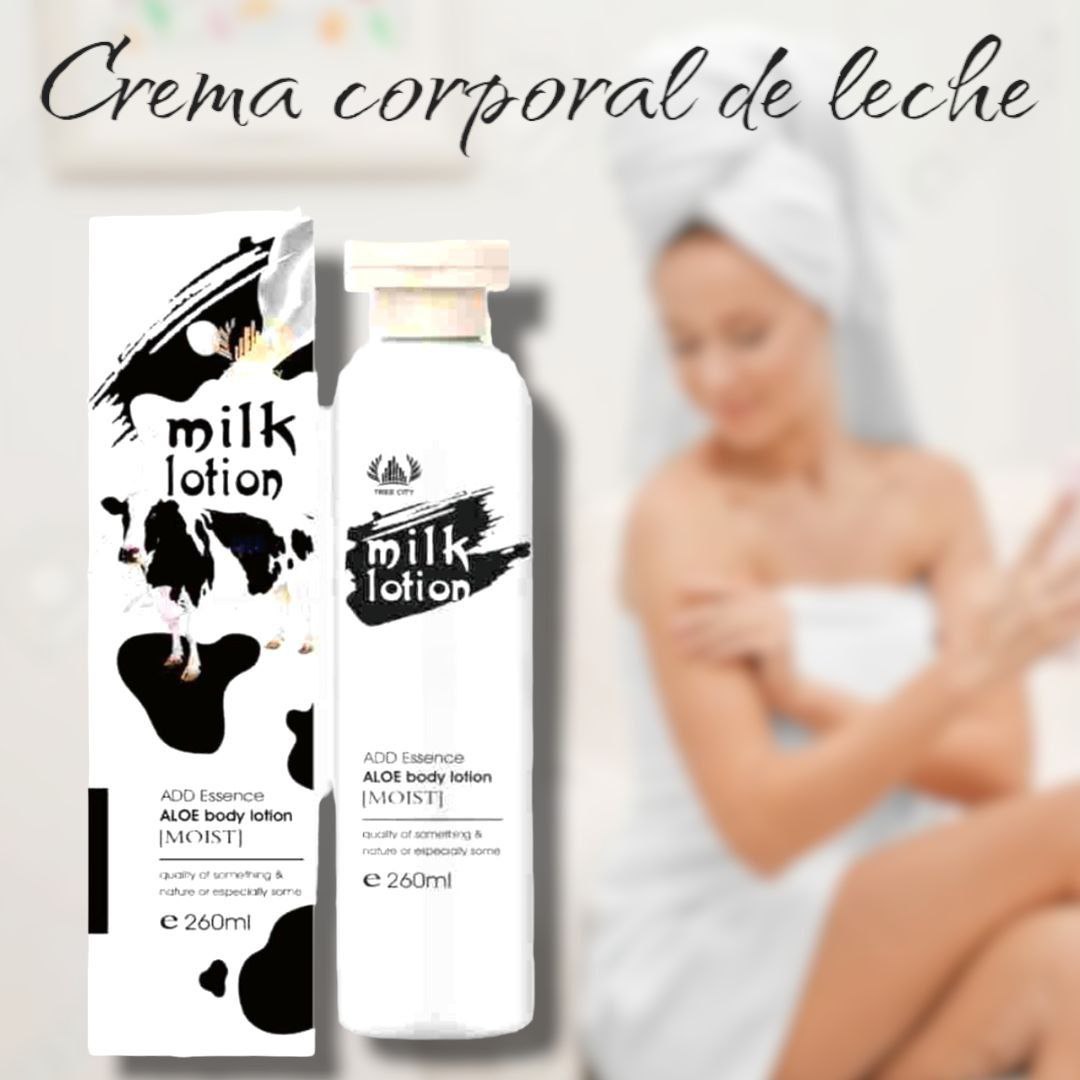 Crema corporal de leche
milk
lotion
ADD Essence
ALOE body lotion
[MOIST]
quality of something &
nature or especially some
e 260ml
TREE CITY
milk
lotion
ADD Essence
ALOE body lotion
[MOIST]
quality of something &
nature or especially some
e 260ml